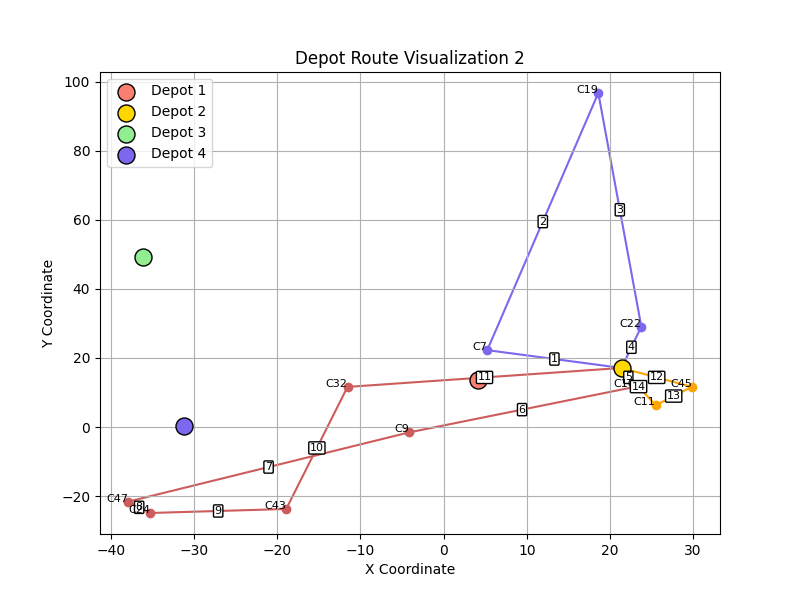 Depot Route Visualization 2
Depot 1
Depot 2
Depot 3
Depot 4
Y Coordinate
X Coordinate
100
80
60
40
20
0
−20
−40
−30
−20
−10
0
10
20
30
C19
2
3
C22
4
C7
1
11
5
12
C32
14
C45
13
C11
6
C9
10
7
C47
8
9
C43